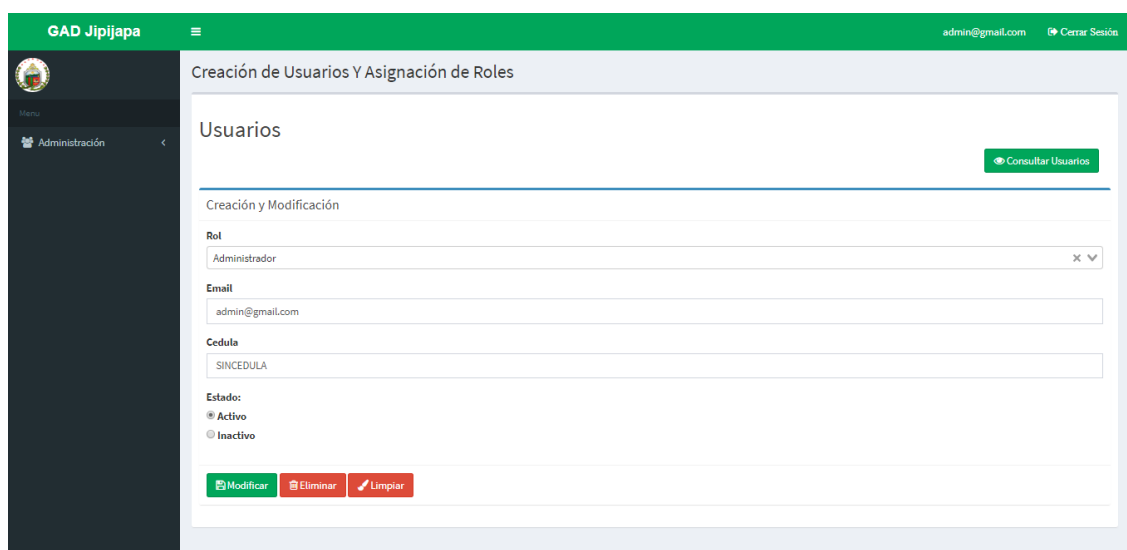 GAD Jipijapa
admin@gmail.com Cerrar Sesión
Creación de Usuarios Y Asignación de Roles
Menu
Administración
Usuarios
Consultar Usuarios
Creación y Modificación
Rol
Administrador
Email
admin@gmail.com
Cedula
SINCEDULA
Estado:
Activo
Inactivo
Modificar Eliminar Limpiar